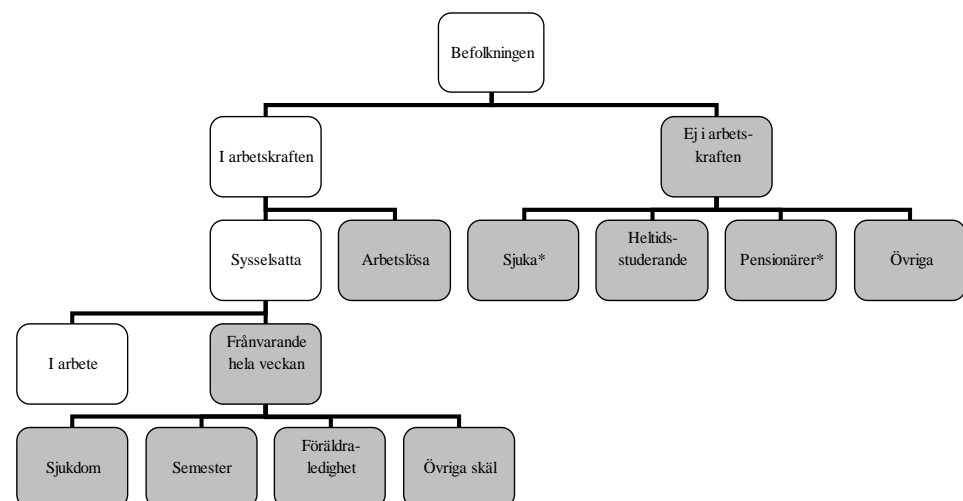 Befolkningen
I arbetskraften
Ej i arbets-
kraften
Sysselsatta
Arbetslösa
Sjuka*
Heltids-
studerande
Pensionärer*
Övriga
I arbete
Frånvarande
hela veckan
Sjukdom
Semester
Föräldra-
ledighet
Övriga skäl